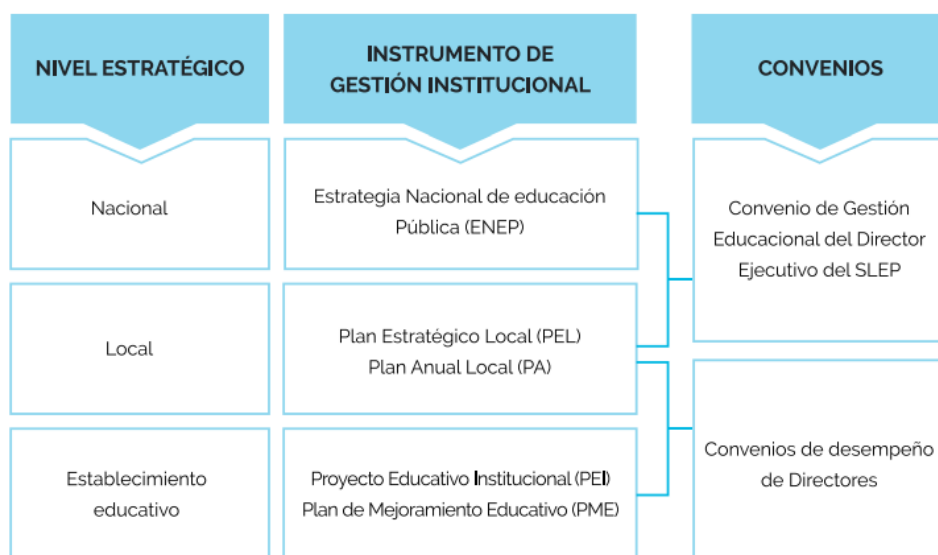 NIVEL ESTRATÉGICO
INSTRUMENTO DE
GESTIÓN INSTITUCIONAL
CONVENIOS
Nacional
Estrategia Nacional de educación
Pública (ENEP)
Convenio de Gestión
Educacional del Director
Ejecutivo del SLEP
Local
Plan Estratégico Local (PEL)
Plan Anual Local (PA)
Establecimiento
educativo
Proyecto Educativo Institucional (PEI)
Plan de Mejoramiento Educativo (PME)
Convenios de desempeño
de Directores